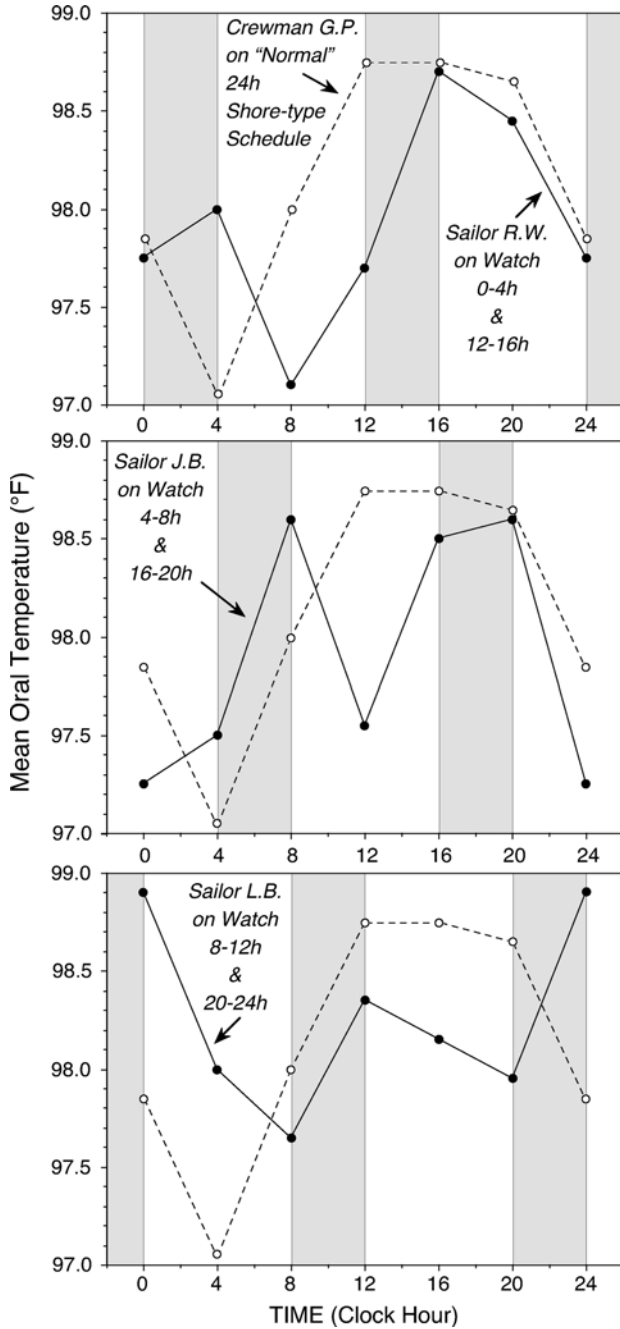 99.0
Crewman G.P.
on “Normal”
24h
Shore-type
Schedule
98.5
98.0
Sailor R.W.
on Watch
0-4h
&
12-16h
97.5
97.0
0 4 8 12 16 20 24
99.0
Sailor J.B.
on Watch
4-8h
&
16-20h
98.5
98.0
97.5
97.0
0 4 8 12 16 20 24
Mean Oral Temperature (°F)
99.0
Sailor L.B.
on Watch
8-12h
&
20-24h
98.5
98.0
97.5
97.0
0 4 8 12 16 20 24
TIME (Clock Hour)